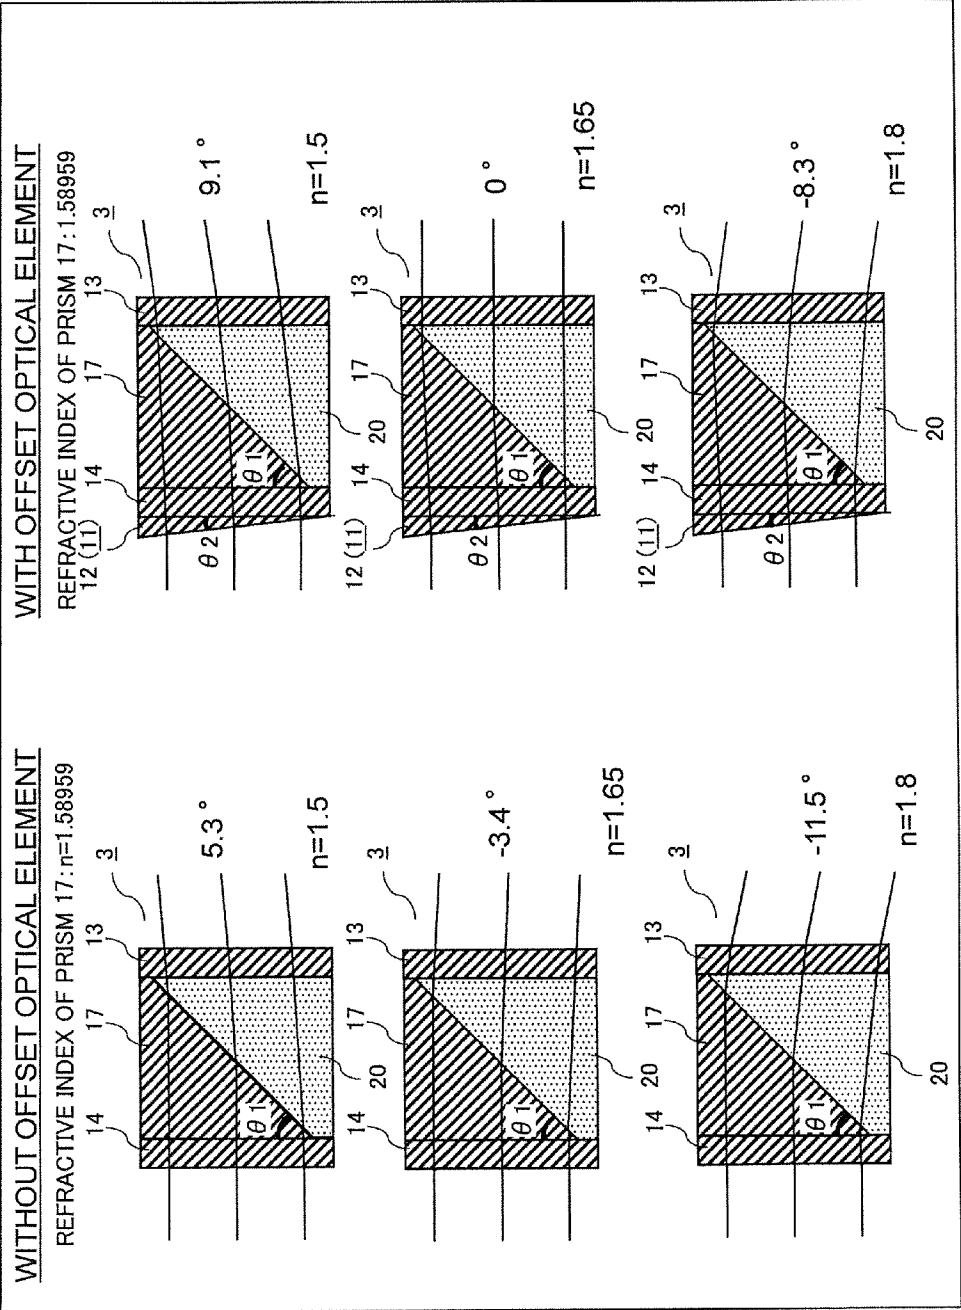 WITHOUT OFFSET OPTICAL ELEMENT
REFRACTIVE INDEX OF PRISM 17:n=1.58959
14
17
13
3
5.3°
θ1
20
n=1.5
14
17
13
3
-3.4°
θ1
20
n=1.65
14
17
13
3
-11.5°
θ1
20
n=1.8
WITH OFFSET OPTICAL ELEMENT
REFRACTIVE INDEX OF PRISM 17:1.58959
12 (11)
14
17
13
3
9.1°
θ2
θ1
20
n=1.5
12 (11)
14
17
13
3
0°
θ2
θ1
20
n=1.65
12 (11)
14
17
13
3
-8.3°
θ2
θ1
20
n=1.8